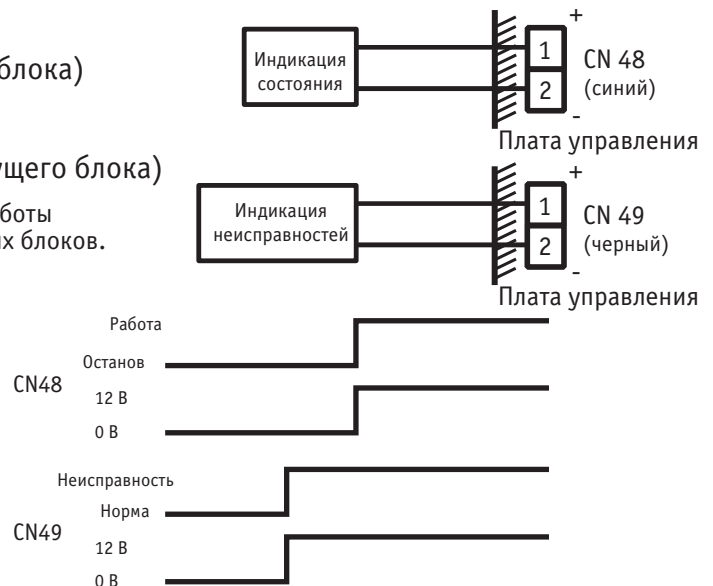 блока)
Индикация
состояния
+
1
2
-
CN 48
(синий)
Плата управления
ущего блока)
боты
их блоков.
Индикация
неисправностей
+
1
2
-
CN 49
(черный)
Плата управления
Работа
Останов
CN48
12 В
0 В
Неисправность
Норма
CN49
12 В
0 В